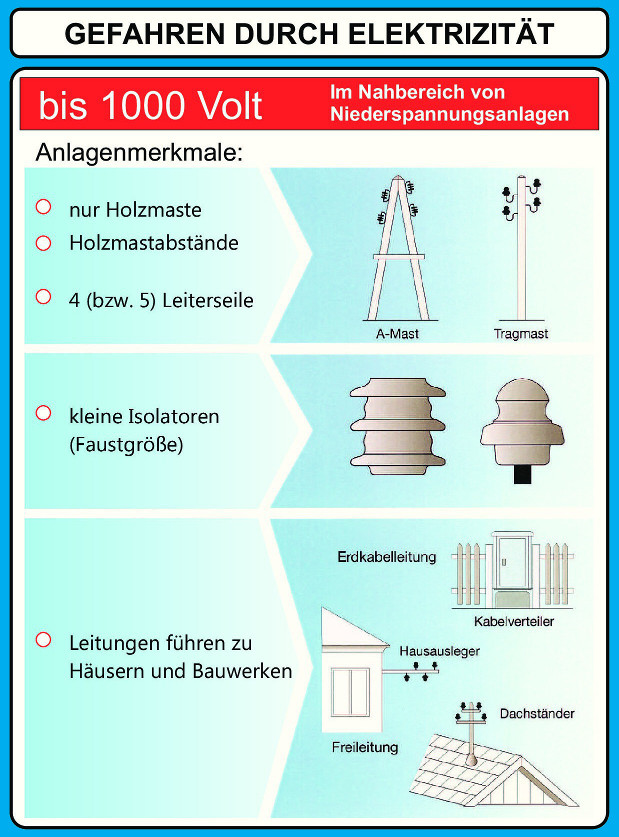 GEFAHREN DURCH ELEKTRIZITÄT
bis 1000 Volt
Im Nahbereich von
Niederspannungsanlagen
Anlagenmerkmale:
nur Holzmaste
Holzmastabstände
4 (bzw. 5) Leiterseile
A-Mast
Tragmast
kleine Isolatoren
(Faustgröße)
Leitungen führen zu
Häusern und Bauwerken
Erdkabelleitung
Kabelverteiler
Hausausleger
Freileitung
Dachständer